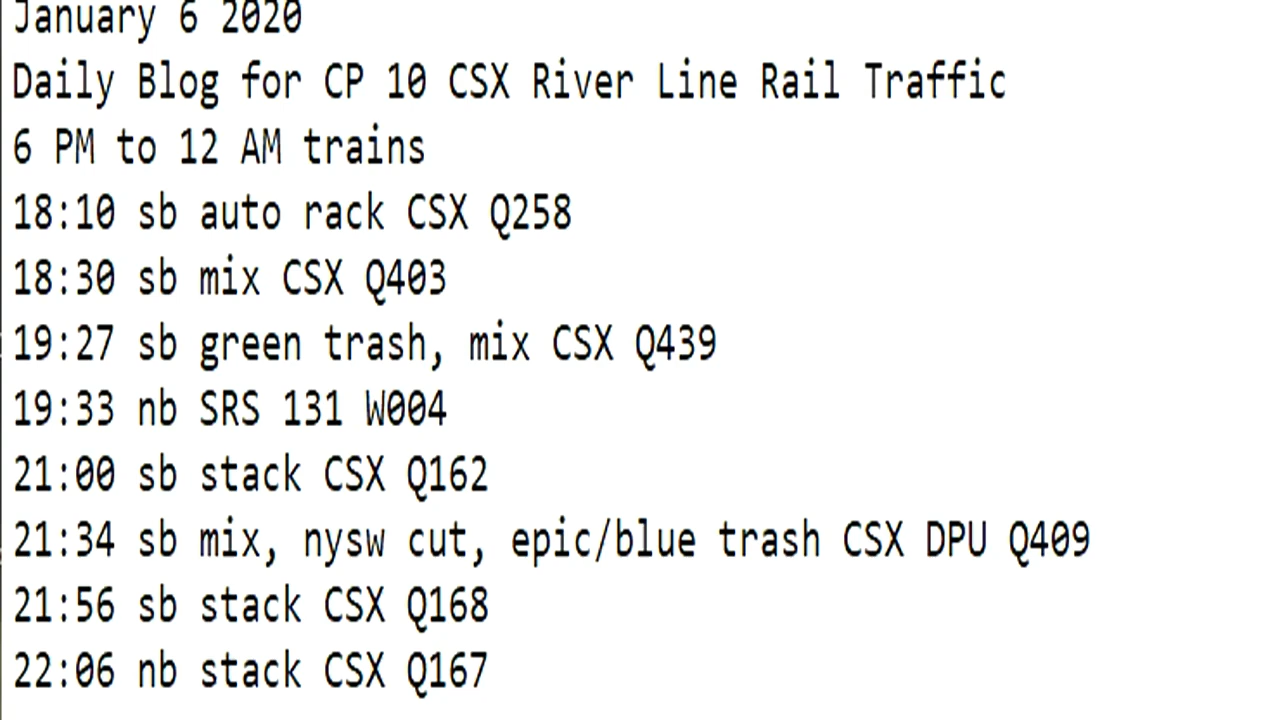 January 6 2020
Daily Blog for CP 10 CSX River Line Rail Traffic
6 PM to 12 AM trains
18:10 sb auto rack CSX Q258
18:30 sb mix CSX Q403
19:27 sb green trash, mix CSX Q439
19:33 nb SRS 131 W004
21:00 sb stack CSX Q162
21:34 sb mix, nysw cut, epic/blue trash CSX DPU Q409
21:56 sb stack CSX Q168
22:06 nb stack CSX Q167